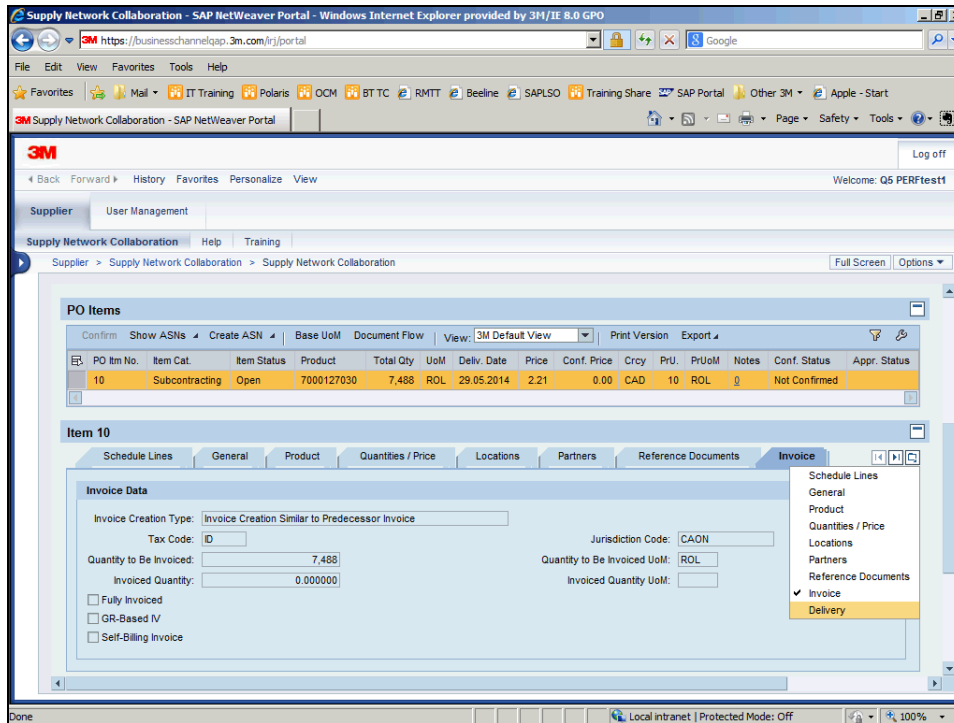 Supply Network Collaboration - SAP NetWeaver Portal - Windows Internet Explorer provided by 3M/IE 8.0 GPO
3M https://businesschannelqap.3m.com/irj/portal Google
File Edit View Favorites Tools Help
Favorites Mail IT Training Polaris OCM BT TC RMTT Beeline SAPLSO Training Share SAP Portal Other 3M Apple - Start
3M Supply Network Collaboration - SAP NetWeaver Portal Page Safety Tools
3M Log off
Back Forward History Favorites Personalize View Welcome: Q5 PERFtest1
Supplier User Management
Supply Network Collaboration Help Training
Supplier > Supply Network Collaboration > Supply Network Collaboration Full Screen Options
PO Items
Confirm Show ASNs Create ASN Base UoM Document Flow View: 3M Default View Print Version Export
PO Itm No. Item Cat. Item Status Product Total Qty UoM Deliv. Date Price Conf. Price Crcy PrU. PrUoM Notes Conf. Status Appr. Status
10 Subcontracting Open 7000127030 7,488 ROL 29.05.2014 2.21 0.00 CAD 10 ROL 0 Not Confirmed
Item 10
Schedule Lines General Product Quantities / Price Locations Partners Reference Documents Invoice
Schedule Lines
General
Product
Quantities / Price
Locations
Partners
Reference Documents
Invoice
Delivery
Invoice Data
Invoice Creation Type: Invoice Creation Similar to Predecessor Invoice
Tax Code: ID Jurisdiction Code: CAON
Quantity to Be Invoiced: 7,488 Quantity to Be Invoiced UoM: ROL
Invoiced Quantity: 0.000000 Invoiced Quantity UoM:
Fully Invoiced
GR-Based IV
Self-Billing Invoice
Done Local intranet | Protected Mode: Off 100%